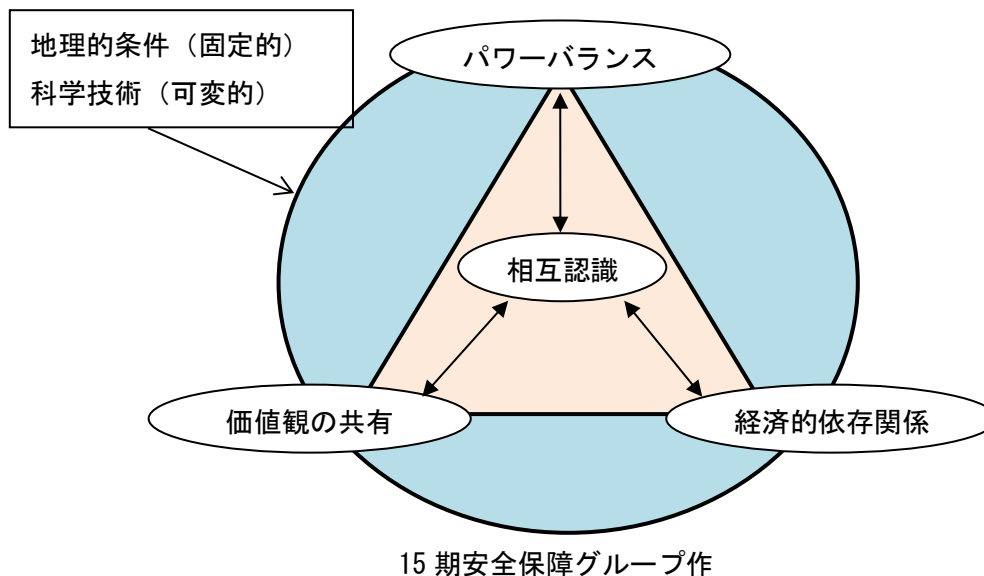 地理的条件（固定的）
科学技術（可変的）
パワーバランス
相互認識
価値観の共有
経済的依存関係
15 期安全保障グループ作